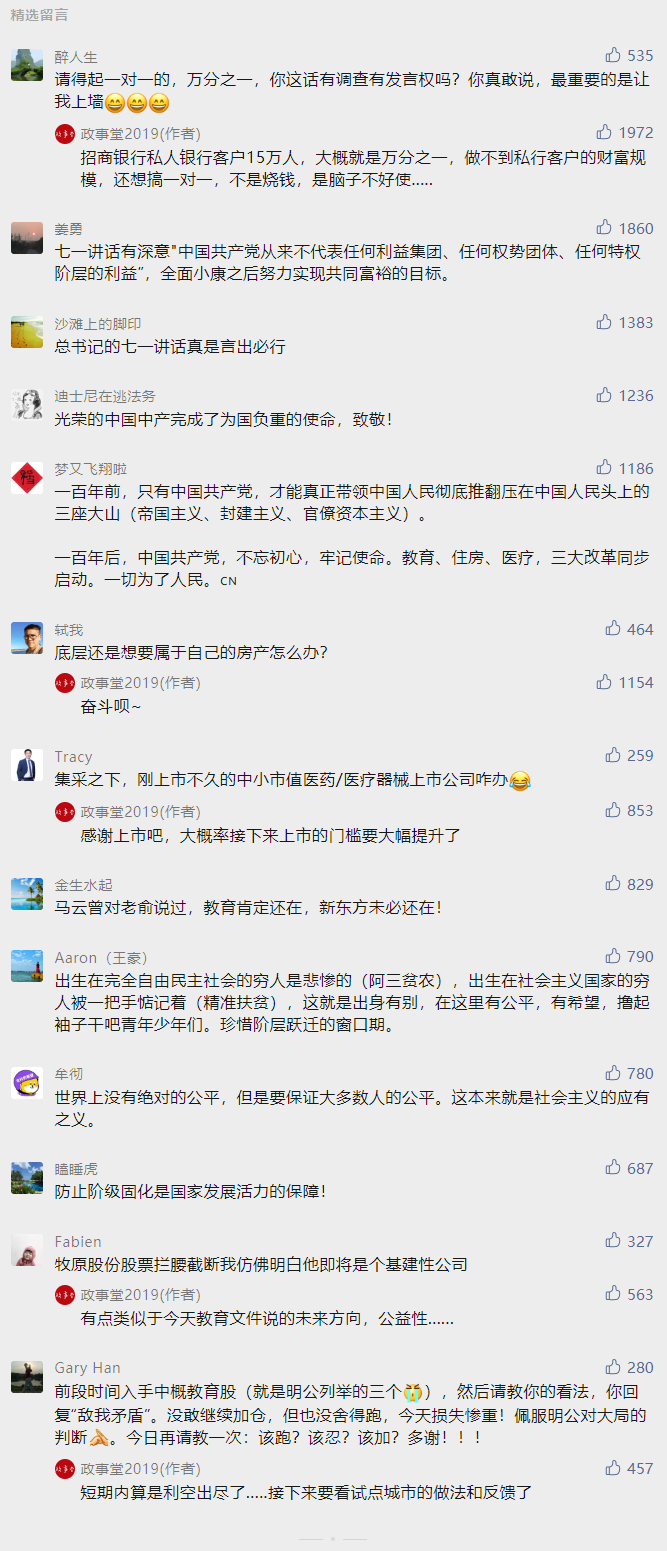 精选留言
醉人生
535
请得起一对一的，万分之一，你这话有调查有发言权吗？你真敢说，最重要的是让
我上墙😄😄😄
政事堂2019(作者)
1972
招商银行私人银行客户15万人，大概就是万分之一，做不到私行客户的财富规
模，还想搞一对一，不是烧钱，是脑子不好使.....
姜勇
1860
七一讲话有深意"中国共产党从来不代表任何利益集团、任何权势团体、任何特权
阶层的利益”，全面小康之后努力实现共同富裕的目标。
沙滩上的脚印
1383
总书记的七一讲话真是言出必行
迪士尼在逃法务
1236
光荣的中国中产完成了为国负重的使命，致敬！
梦又飞翔啦
1186
一百年前，只有中国共产党，才能真正带领中国人民彻底推翻压在中国人民头上的
三座大山（帝国主义、封建主义、官僚资本主义）。
一百年后，中国共产党，不忘初心，牢记使命。教育、住房、医疗，三大改革同步
启动。一切为了人民。CN
轼我
464
底层还是想要属于自己的房产怎么办？
政事堂2019(作者)
1154
奋斗呗~
Tracy
259
集采之下，刚上市不久的中小市值医药/医疗器械上市公司咋办😂
政事堂2019(作者)
853
感谢上市吧，大概率接下来上市的门槛要大幅提升了
金生水起
829
马云曾对老俞说过，教育肯定还在，新东方未必还在！
Aaron（王豪）
790
出生在完全自由民主社会的穷人是悲惨的（阿三贫农），出生在社会主义国家的穷
人被一把手惦记着（精准扶贫），这就是出身有别，在这里有公平，有希望，撸起
袖子干吧青年少年们。珍惜阶层跃迁的窗口期。
牟彻
780
世界上没有绝对的公平，但是要保证大多数人的公平。这本来就是社会主义的应有
之义。
瞌睡虎
687
防止阶级固化是国家发展活力的保障！
Fabien
327
牧原股份股票拦腰截断我仿佛明白他即将是个基建性公司
政事堂2019(作者)
563
有点类似于今天教育文件说的未来方向，公益性......
Gary Han
280
前段时间入手中概教育股（就是明公列举的三个😭），然后请教你的看法，你回
复“敌我矛盾”。没敢继续加仓，但也没舍得跑，今天损失惨重！佩服明公对大局的
判断🙏。今日再请教一次：该跑？该忍？该加？多谢！！！
政事堂2019(作者)
457
短期内算是利空出尽了.....接下来要看试点城市的做法和反馈了